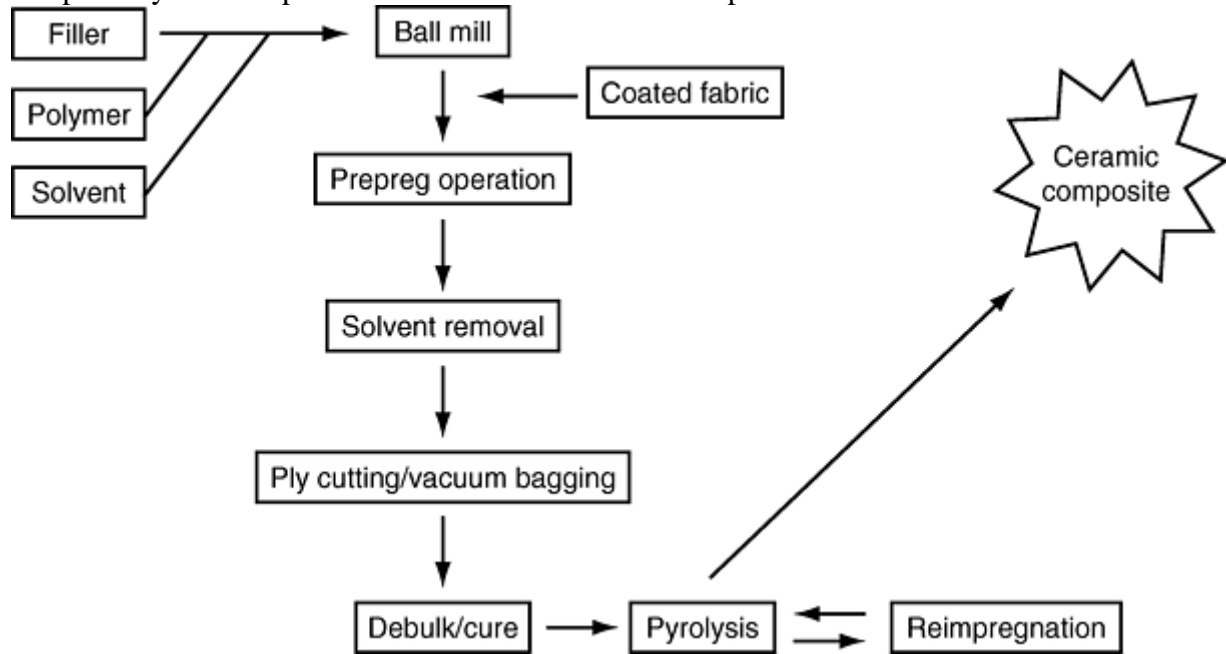 Filler
Ball mill
Polymer
Coated fabric
Solvent
Prepreg operation
Ceramic
composite
Solvent removal
Ply cutting/vacuum bagging
Debulk/cure
Pyrolysis
Reimpregnation